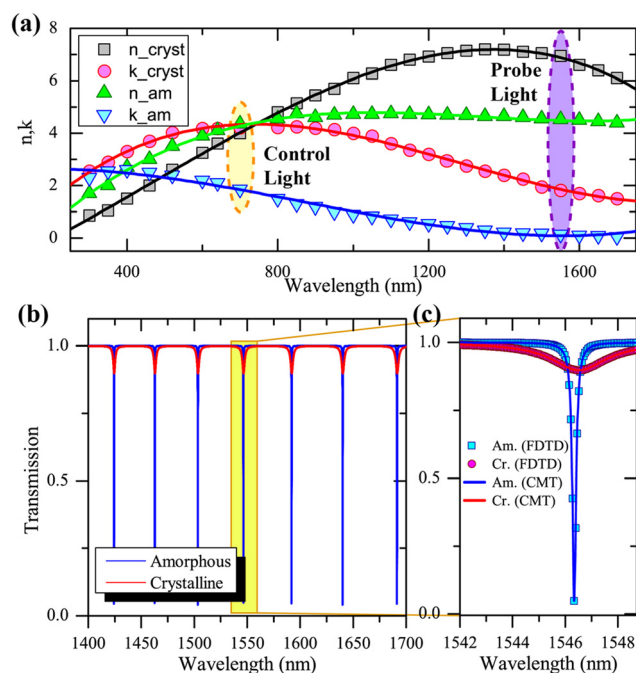 (a)
8
6
4
2
0
n,k
n_cryst
k_cryst
n_am
k_am
Control
Light
Probe
Light
400
800
1200
1600
Wavelength (nm)
(b)
1.0
0.5
0.0
Transmission
Amorphous
Crystalline
1400
1450
1500
1550
1600
1650
1700
Wavelength (nm)
(c)
1.0
0.5
0.0
Am. (FDTD)
Cr. (FDTD)
Am. (CMT)
Cr. (CMT)
1542
1544
1546
1548
Wavelength (nm)